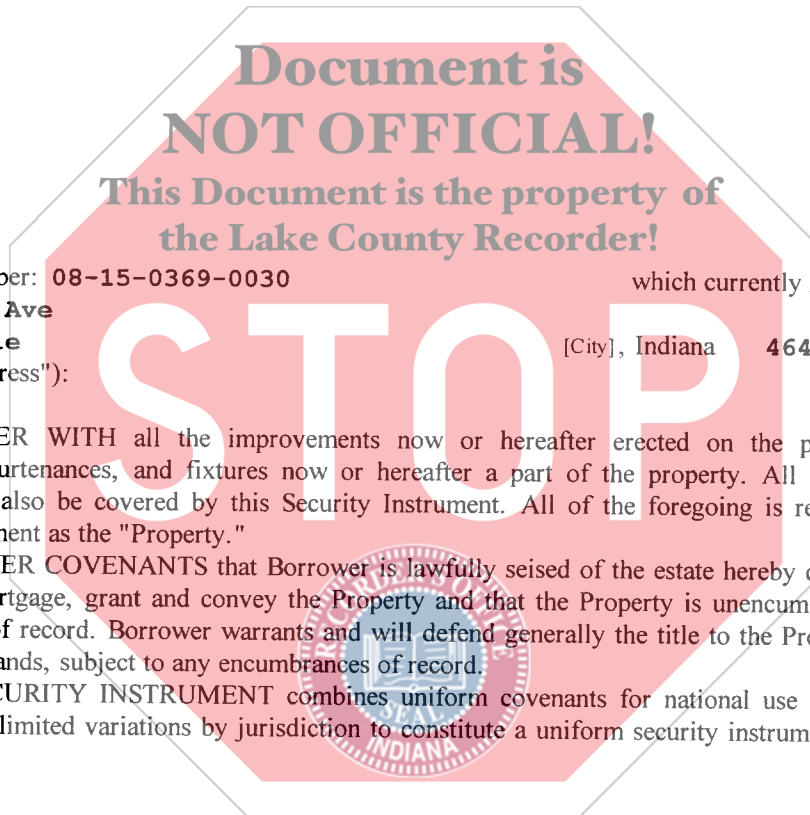 Document is
NOT OFFICIAL!
This Document is the property of
the Lake County Recorder!
ber: 08-15-0369-0030 which currently
Ave
le [City], Indiana 464
ress"):
STOP
ER WITH all the improvements now or hereafter erected on the p
urtenances, and fixtures now or hereafter a part of the property. All
also be covered by this Security Instrument. All of the foregoing is re
ment as the "Property."
ER COVENANTS that Borrower is lawfully seised of the estate hereby c
rtgage, grant and convey the Property and that the Property is unencum
f record. Borrower warrants and will defend generally the title to the Pro
ands, subject to any encumbrances of record.
CURITY INSTRUMENT combines uniform covenants for national use
limited variations by jurisdiction to constitute a uniform security instrum
SEAL
INDIANA